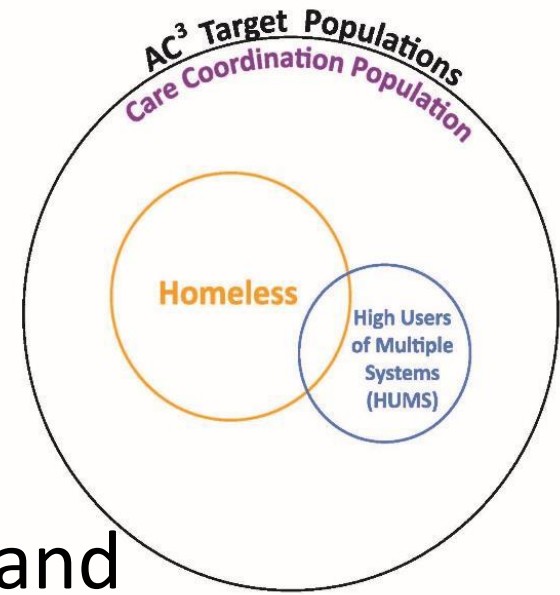 AC³ Target Populations
Care Coordination Population
Homeless
High Users
of Multiple
Systems
(HUMS)
and